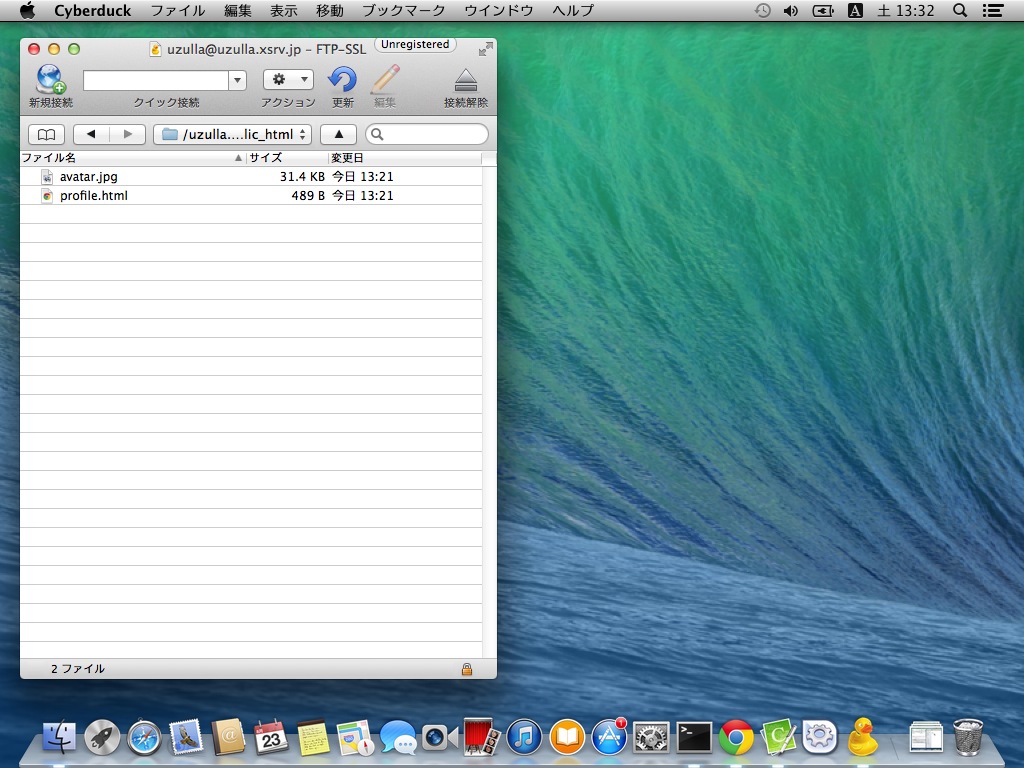 Cyberduck ファイル 編集 表示 移動 ブックマーク ウインドウ ヘルプ A 土 13:32
uzulla@uzulla.xsrv.jp – FTP-SSL Unregistered
新規接続 クイック接続 アクション 更新 編集 接続解除
/uzulla....lic_html
ファイル名 サイズ 変更日
avatar.jpg 31.4 KB 今日 13:21
profile.html 489 B 今日 13:21
2 ファイル
23
1